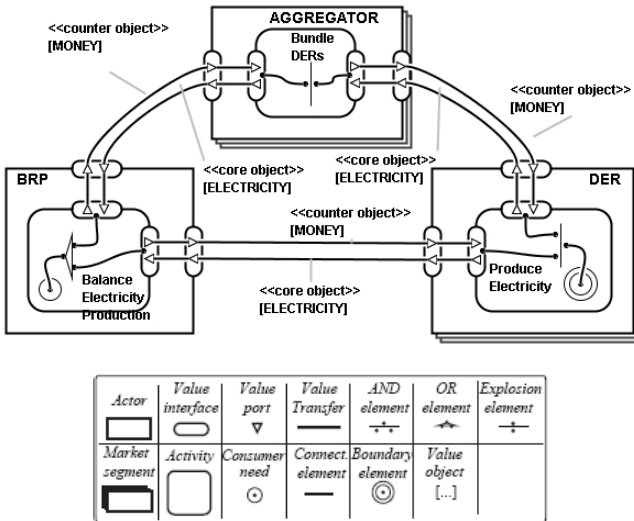 AGGREGATOR
<<counter object>>
[MONEY]
Bundle
DERs
<<counter object>>
[MONEY]
<<core object>>
[ELECTRICITY]
<<core object>>
[ELECTRICITY]
BRP
DER
<<counter object>>
[MONEY]
Balance
Electricity
Production
Produce
Electricity
<<core object>>
[ELECTRICITY]
Actor
Value
interface
Value
port
Value
Transfer
AND
element
OR
element
Explosion
element
Market
segment
Activity
Consumer
need
Connect.
element
Boundary
element
Value
object
[...]